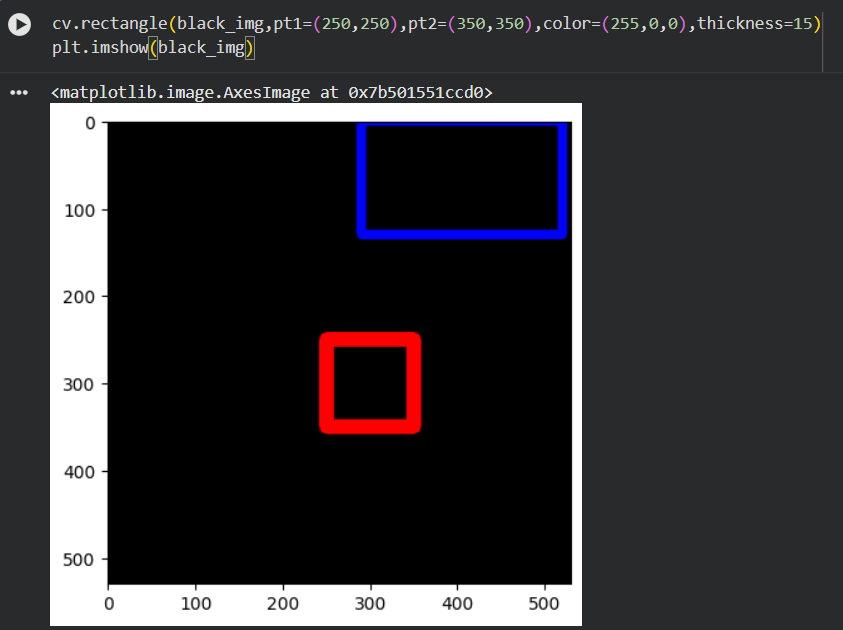 cv.rectangle(black_img,pt1=(250,250),pt2=(350,350),color=(255,0,0),thickness=15)
plt.imshow(black_img)
<matplotlib.image.AxesImage at 0x7b501551ccd0>
0
100
200
300
400
500
0 100 200 300 400 500